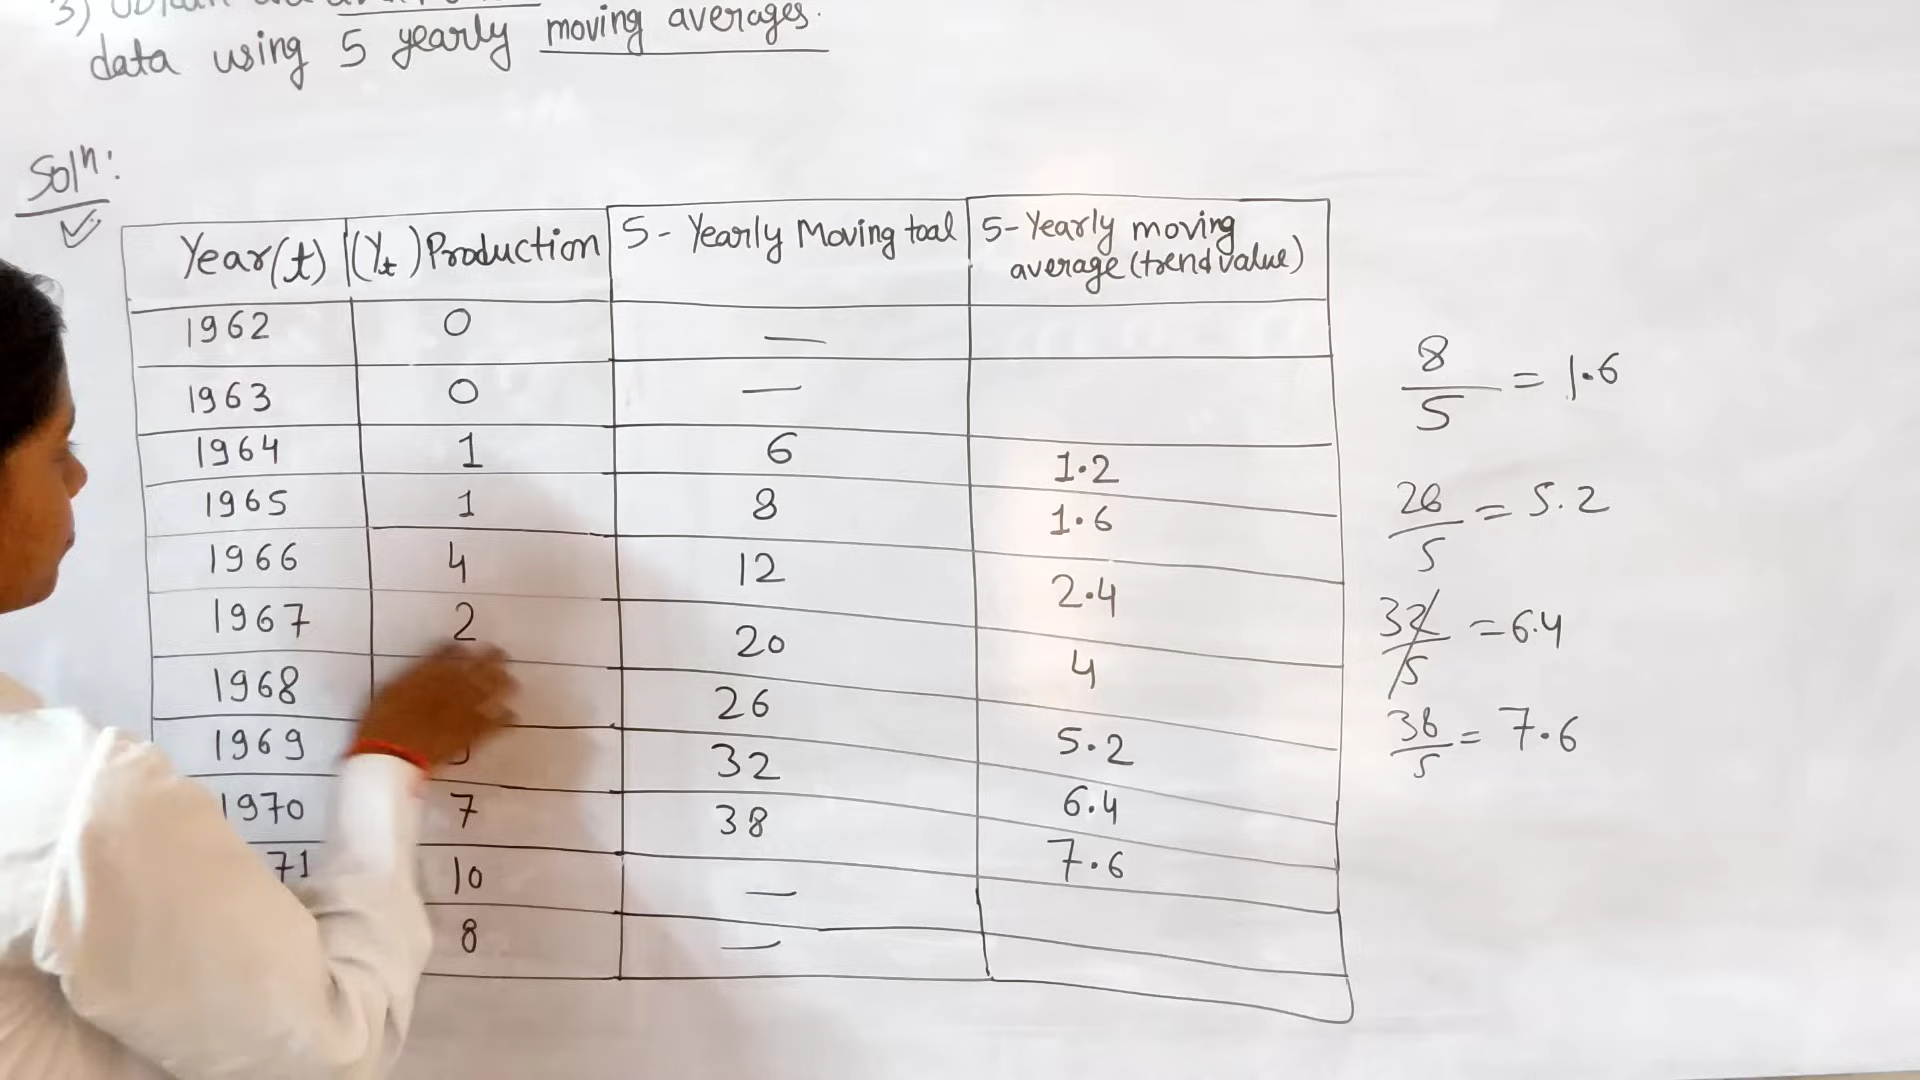 3)
data using 5 yearly moving averages.
Solⁿ:
Year(t) (Yt) Production 5- Yearly Moving toal 5-Yearly moving average (trend value)
1962 0 —
1963 0 —
1964 1 6 1.2
1965 1 8 1.6
1966 4 12 2.4
1967 2 20 4
1968 26 5.2
1969 32 6.4
1970 7 38 7.6
71 10 —
8 —
8/5 = 1.6
26/5 = 5.2
32/5 = 6.4
38/5 = 7.6